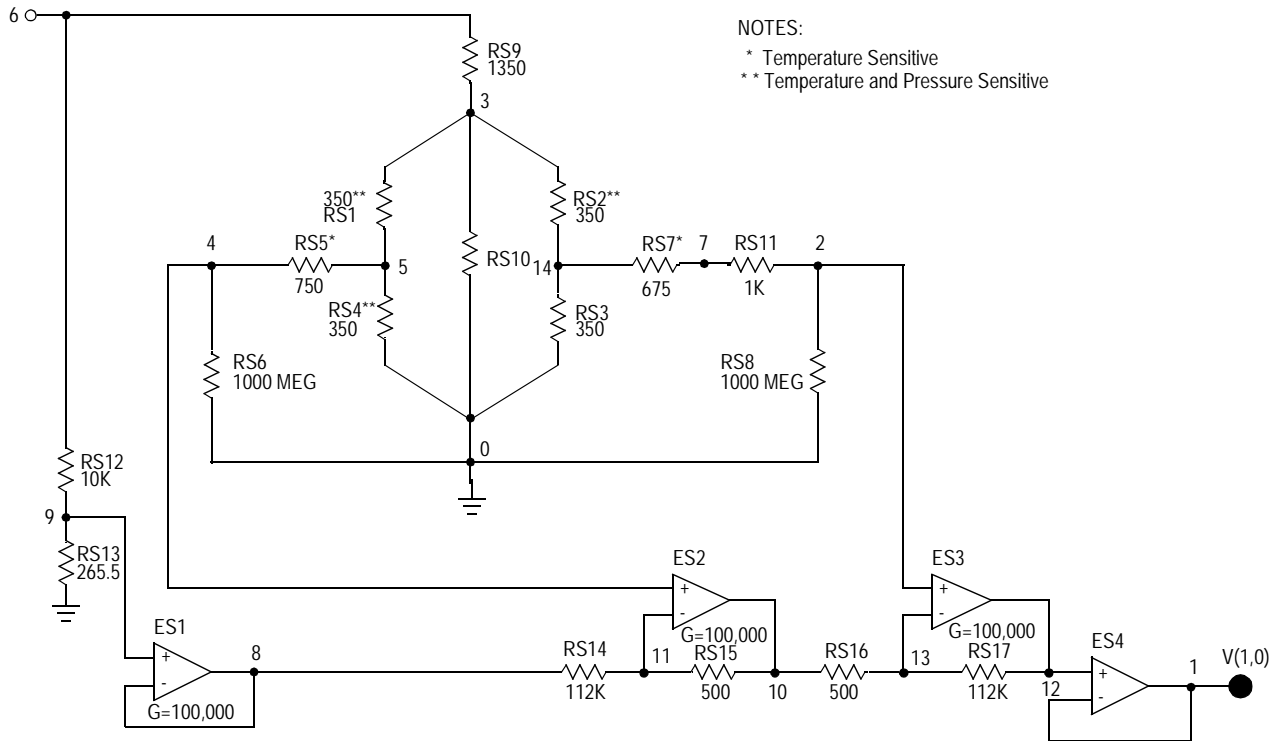 6
NOTES:
* Temperature Sensitive
* * Temperature and Pressure Sensitive
RS9
1350
3
350**
RS1
RS2**
350
4
RS5*
750
5
RS10
14
RS7*
675
7
RS11
1K
2
RS4**
350
RS3
350
RS6
1000 MEG
RS8
1000 MEG
0
RS12
10K
9
RS13
265.5
ES1
+
-
G=100,000
8
RS14
112K
11
ES2
+
-
G=100,000
RS15
500
10
RS16
500
13
ES3
+
-
G=100,000
RS17
112K
12
ES4
+
-
1
V(1,0)